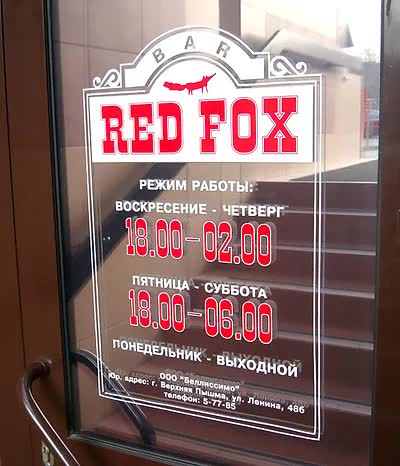 BAR
RED FOX
РЕЖИМ РАБОТЫ:
ВОСКРЕСЕНИЕ - ЧЕТВЕРГ
18.00–02.00
ПЯТНИЦА - СУББОТА
18.00–06.00
ПОНЕДЕЛЬНИК - ВЫХОДНОЙ
ООО "Беллиссимо"
Юр. адрес: г. Верхняя Пышма, ул. Ленина, 48б
телефон: 5-77-85